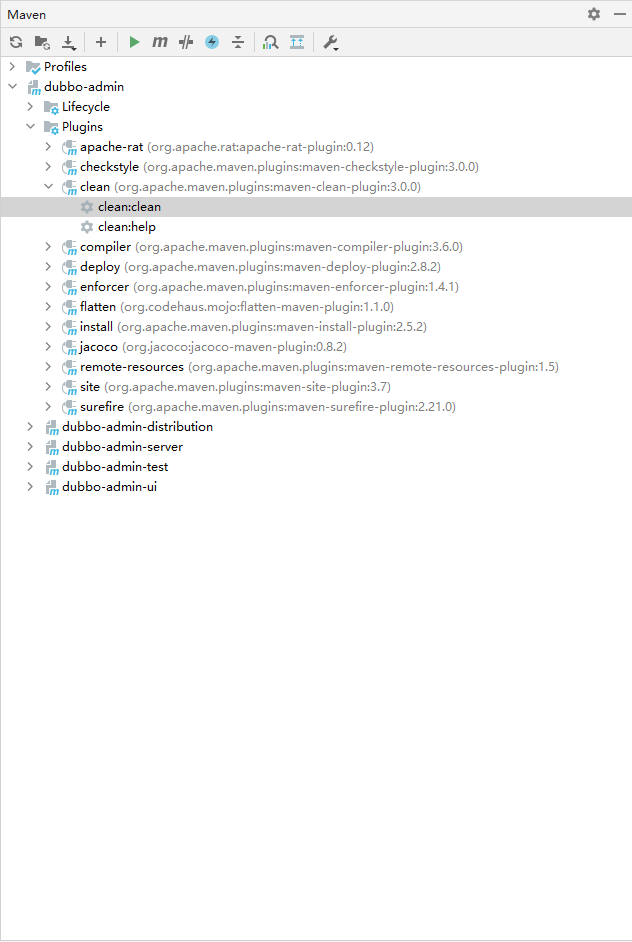 Maven
Profiles
dubbo-admin
Lifecycle
Plugins
apache-rat (org.apache.rat:apache-rat-plugin:0.12)
checkstyle (org.apache.maven.plugins:maven-checkstyle-plugin:3.0.0)
clean (org.apache.maven.plugins:maven-clean-plugin:3.0.0)
clean:clean
clean:help
compiler (org.apache.maven.plugins:maven-compiler-plugin:3.6.0)
deploy (org.apache.maven.plugins:maven-deploy-plugin:2.8.2)
enforcer (org.apache.maven.plugins:maven-enforcer-plugin:1.4.1)
flatten (org.codehaus.mojo:flatten-maven-plugin:1.1.0)
install (org.apache.maven.plugins:maven-install-plugin:2.5.2)
jacoco (org.jacoco:jacoco-maven-plugin:0.8.2)
remote-resources (org.apache.maven.plugins:maven-remote-resources-plugin:1.5)
site (org.apache.maven.plugins:maven-site-plugin:3.7)
surefire (org.apache.maven.plugins:maven-surefire-plugin:2.21.0)
dubbo-admin-distribution
dubbo-admin-server
dubbo-admin-test
dubbo-admin-ui